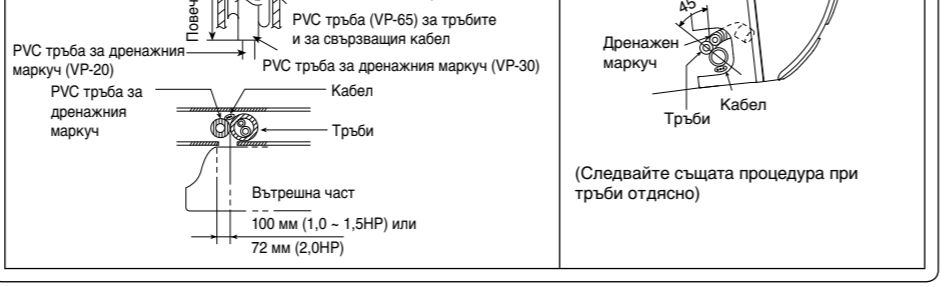 Повеч
PVC тръба (VP-65) за тръбите
и за свързващия кабел
PVC тръба за дренажния
маркуч (VP-20)
PVC тръба за дренажния маркуч (VP-30)
PVC тръба за
дренажния
маркуч
Кабел
Тръби
Вътрешна част
100 мм (1,0 ~ 1,5HP) или
72 мм (2,0HP)
45
Дренажен
маркуч
Кабел
Тръби
(Следвайте същата процедура при
тръби отдясно)